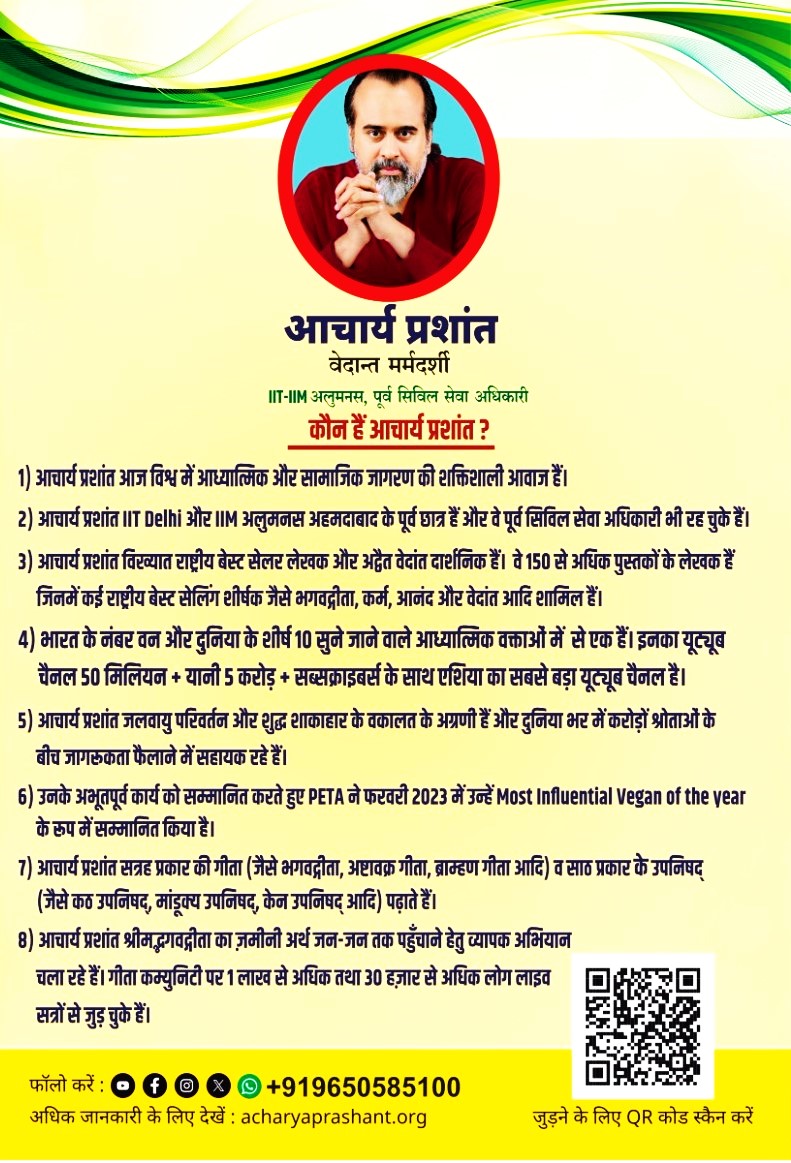 आचार्य प्रशांत
वेदान्त मर्मदर्शी
IIT-IIM अलुमनस, पूर्व सिविल सेवा अधिकारी
कौन हैं आचार्य प्रशांत ?
1) आचार्य प्रशांत आज विश्व में आध्यात्मिक और सामाजिक जागरण की शक्तिशाली आवाज हैं।
2) आचार्य प्रशांत IIT Delhi और IIM अलुमनस अहमदाबाद के पूर्व छात्र हैं और वे पूर्व सिविल सेवा अधिकारी भी रह चुके हैं।
3) आचार्य प्रशांत विख्यात राष्ट्रीय बेस्ट सेलर लेखक और अद्वैत वेदांत दार्शनिक हैं। वे 150 से अधिक पुस्तकों के लेखक हैं
जिनमें कई राष्ट्रीय बेस्ट सेलिंग शीर्षक जैसे भगवद्गीता, कर्म, आनंद और वेदांत आदि शामिल हैं।
4) भारत के नंबर वन और दुनिया के शीर्ष 10 सुने जाने वाले आध्यात्मिक वक्ताओं में से एक हैं। इनका यूट्यूब
चैनल 50 मिलियन + यानी 5 करोड़ + सब्सक्राइबर्स के साथ एशिया का सबसे बड़ा यूट्यूब चैनल है।
5) आचार्य प्रशांत जलवायु परिवर्तन और शुद्ध शाकाहार के वकालत के अग्रणी हैं और दुनिया भर में करोड़ों श्रोताओं के
बीच जागरूकता फैलाने में सहायक रहे हैं।
6) उनके अभूतपूर्व कार्य को सम्मानित करते हुए PETA ने फरवरी 2023 में उन्हें Most Influential Vegan of the year
के रूप में सम्मानित किया है।
7) आचार्य प्रशांत सत्रह प्रकार की गीता (जैसे भगवद्गीता, अष्टावक्र गीता, ब्राम्हण गीता आदि) व साठ प्रकार के उपनिषद्
(जैसे कठ उपनिषद्, मांडूक्य उपनिषद्, केन उपनिषद् आदि) पढ़ाते हैं।
8) आचार्य प्रशांत श्रीमद्भगवद्गीता का ज़मीनी अर्थ जन-जन तक पहुँचाने हेतु व्यापक अभियान
चला रहे हैं। गीता कम्युनिटी पर 1 लाख से अधिक तथा 30 हज़ार से अधिक लोग लाइव
सत्रों से जुड़ चुके हैं।
फॉलो करें : +919650585100
अधिक जानकारी के लिए देखें : acharyaprashant.org
जुड़ने के लिए QR कोड स्कैन करें